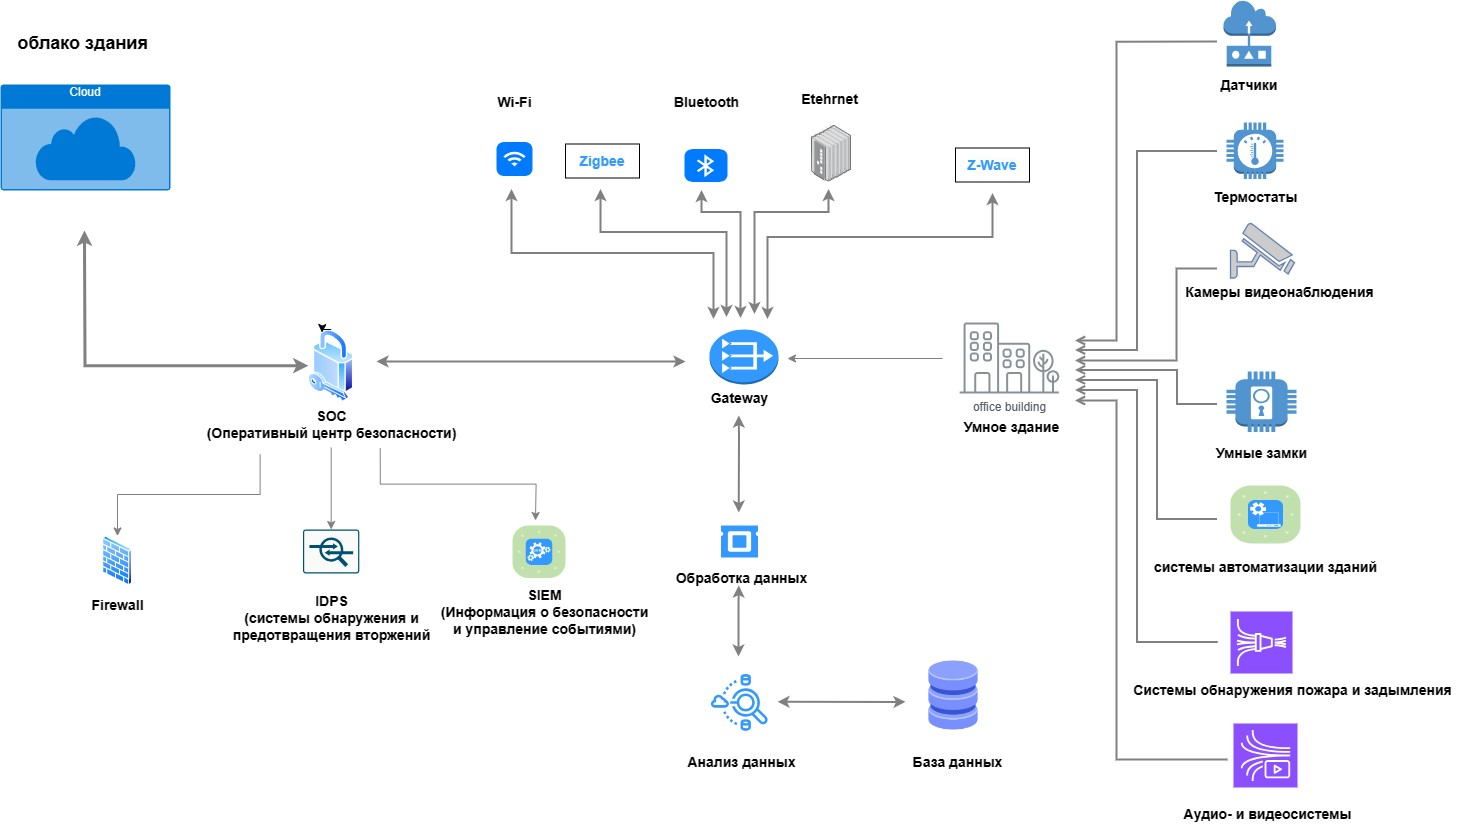 облако здания
Cloud
Wi-Fi
Zigbee
Bluetooth
Etehrnet
Z-Wave
Датчики
Термостаты
Камеры видеонаблюдения
Умные замки
системы автоматизации зданий
Системы обнаружения пожара и задымления
Аудио- и видеосистемы
office building
Умное здание
Gateway
SOC
(Оперативный центр безопасности)
Firewall
IDPS
(системы обнаружения и
предотвращения вторжений
SIEM
(Информация о безопасности
и управление событиями)
Обработка данных
Анализ данных
База данных